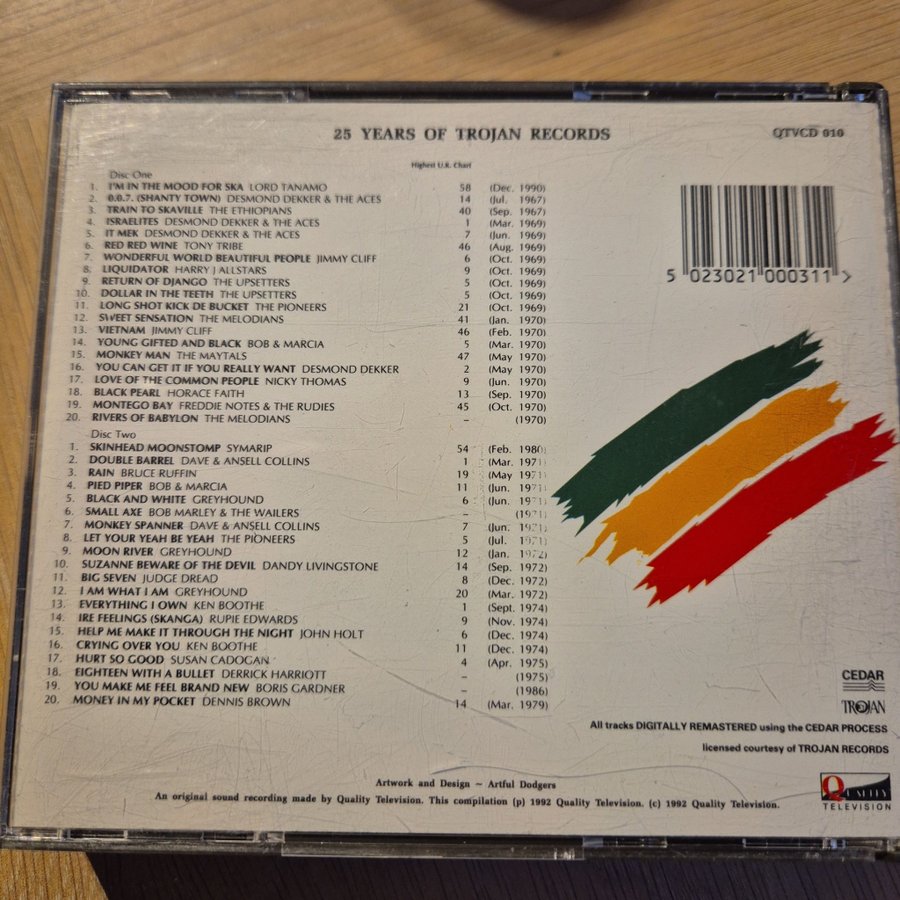 25 YEARS OF TROJAN RECORDS QTVCD 010
Highest U.K. Chart
Disc One
1. I'M IN THE MOOD FOR SKA LORD TANAMO 58 (Dec. 1990)
2. 0.0.7. (SHANTY TOWN) DESMOND DEKKER & THE ACES 14 (Jul. 1967)
3. TRAIN TO SKAVILLE THE ETHIOPIANS 40 (Sep. 1967)
4. ISRAELITES DESMOND DEKKER & THE ACES 1 (Mar. 1969)
5. IT MEK DESMOND DEKKER & THE ACES 7 (Jun. 1969)
6. RED RED WINE TONY TRIBE 46 (Aug. 1969)
7. WONDERFUL WORLD BEAUTIFUL PEOPLE JIMMY CLIFF 6 (Oct. 1969)
8. LIQUIDATOR HARRY J ALLSTARS 9 (Oct. 1969)
9. RETURN OF DJANGO THE UPSETTERS 5 (Oct. 1969)
10. DOLLAR IN THE TEETH THE UPSETTERS 5 (Oct. 1969)
11. LONG SHOT KICK DE BUCKET THE PIONEERS 21 (Oct. 1969)
12. SWEET SENSATION THE MELODIANS 41 (Jan. 1970)
13. VIETNAM JIMMY CLIFF 46 (Feb. 1970)
14. YOUNG GIFTED AND BLACK BOB & MARCIA 5 (Mar. 1970)
15. MONKEY MAN THE MAYTALS 47 (May 1970)
16. YOU CAN GET IT IF YOU REALLY WANT DESMOND DEKKER 2 (May 1970)
17. LOVE OF THE COMMON PEOPLE NICKY THOMAS 9 (Jun. 1970)
18. BLACK PEARL HORACE FAITH 13 (Sep. 1970)
19. MONTEGO BAY FREDDIE NOTES & THE RUDIES 45 (Oct. 1970)
20. RIVERS OF BABYLON THE MELODIANS – (1970)
Disc Two
1. SKINHEAD MOONSTOMP SYMARIP 54 (Feb. 1980)
2. DOUBLE BARREL DAVE & ANSELL COLLINS 1 (Mar. 1971)
3. RAIN BRUCE RUFFIN 19 (May 1971)
4. PIED PIPER BOB & MARCIA 11 (Jun. 1971)
5. BLACK AND WHITE GREYHOUND 6 (Jun. 1971)
6. SMALL AXE BOB MARLEY & THE WAILERS – (1971)
7. MONKEY SPANNER DAVE & ANSELL COLLINS 7 (Jun. 1971)
8. LET YOUR YEAH BE YEAH THE PIONEERS 5 (Jul. 1971)
9. MOON RIVER GREYHOUND 12 (Jan. 1972)
10. SUZANNE BEWARE OF THE DEVIL DANDY LIVINGSTONE 14 (Sep. 1972)
11. BIG SEVEN JUDGE DREAD 8 (Dec. 1972)
12. I AM WHAT I AM GREYHOUND 20 (Mar. 1972)
13. EVERYTHING I OWN KEN BOOTHE 1 (Sept. 1974)
14. IRE FEELINGS (SKANGA) RUPIE EDWARDS 9 (Nov. 1974)
15. HELP ME MAKE IT THROUGH THE NIGHT JOHN HOLT 6 (Dec. 1974)
16. CRYING OVER YOU KEN BOOTHE 11 (Dec. 1974)
17. HURT SO GOOD SUSAN CADOGAN 4 (Apr. 1975)
18. EIGHTEEN WITH A BULLET DERRICK HARRIOTT – (1975)
19. YOU MAKE ME FEEL BRAND NEW BORIS GARDNER – (1986)
20. MONEY IN MY POCKET DENNIS BROWN 14 (Mar. 1979)
5 023021 000311 >
CEDAR
TROJAN
All tracks DIGITALLY REMASTERED using the CEDAR PROCESS
licensed courtesy of TROJAN RECORDS
Artwork and Design ~ Artful Dodgers
An original sound recording made by Quality Television. This compilation (p) 1992 Quality Television. (c) 1992 Quality Television.
QUALITY
TELEVISION